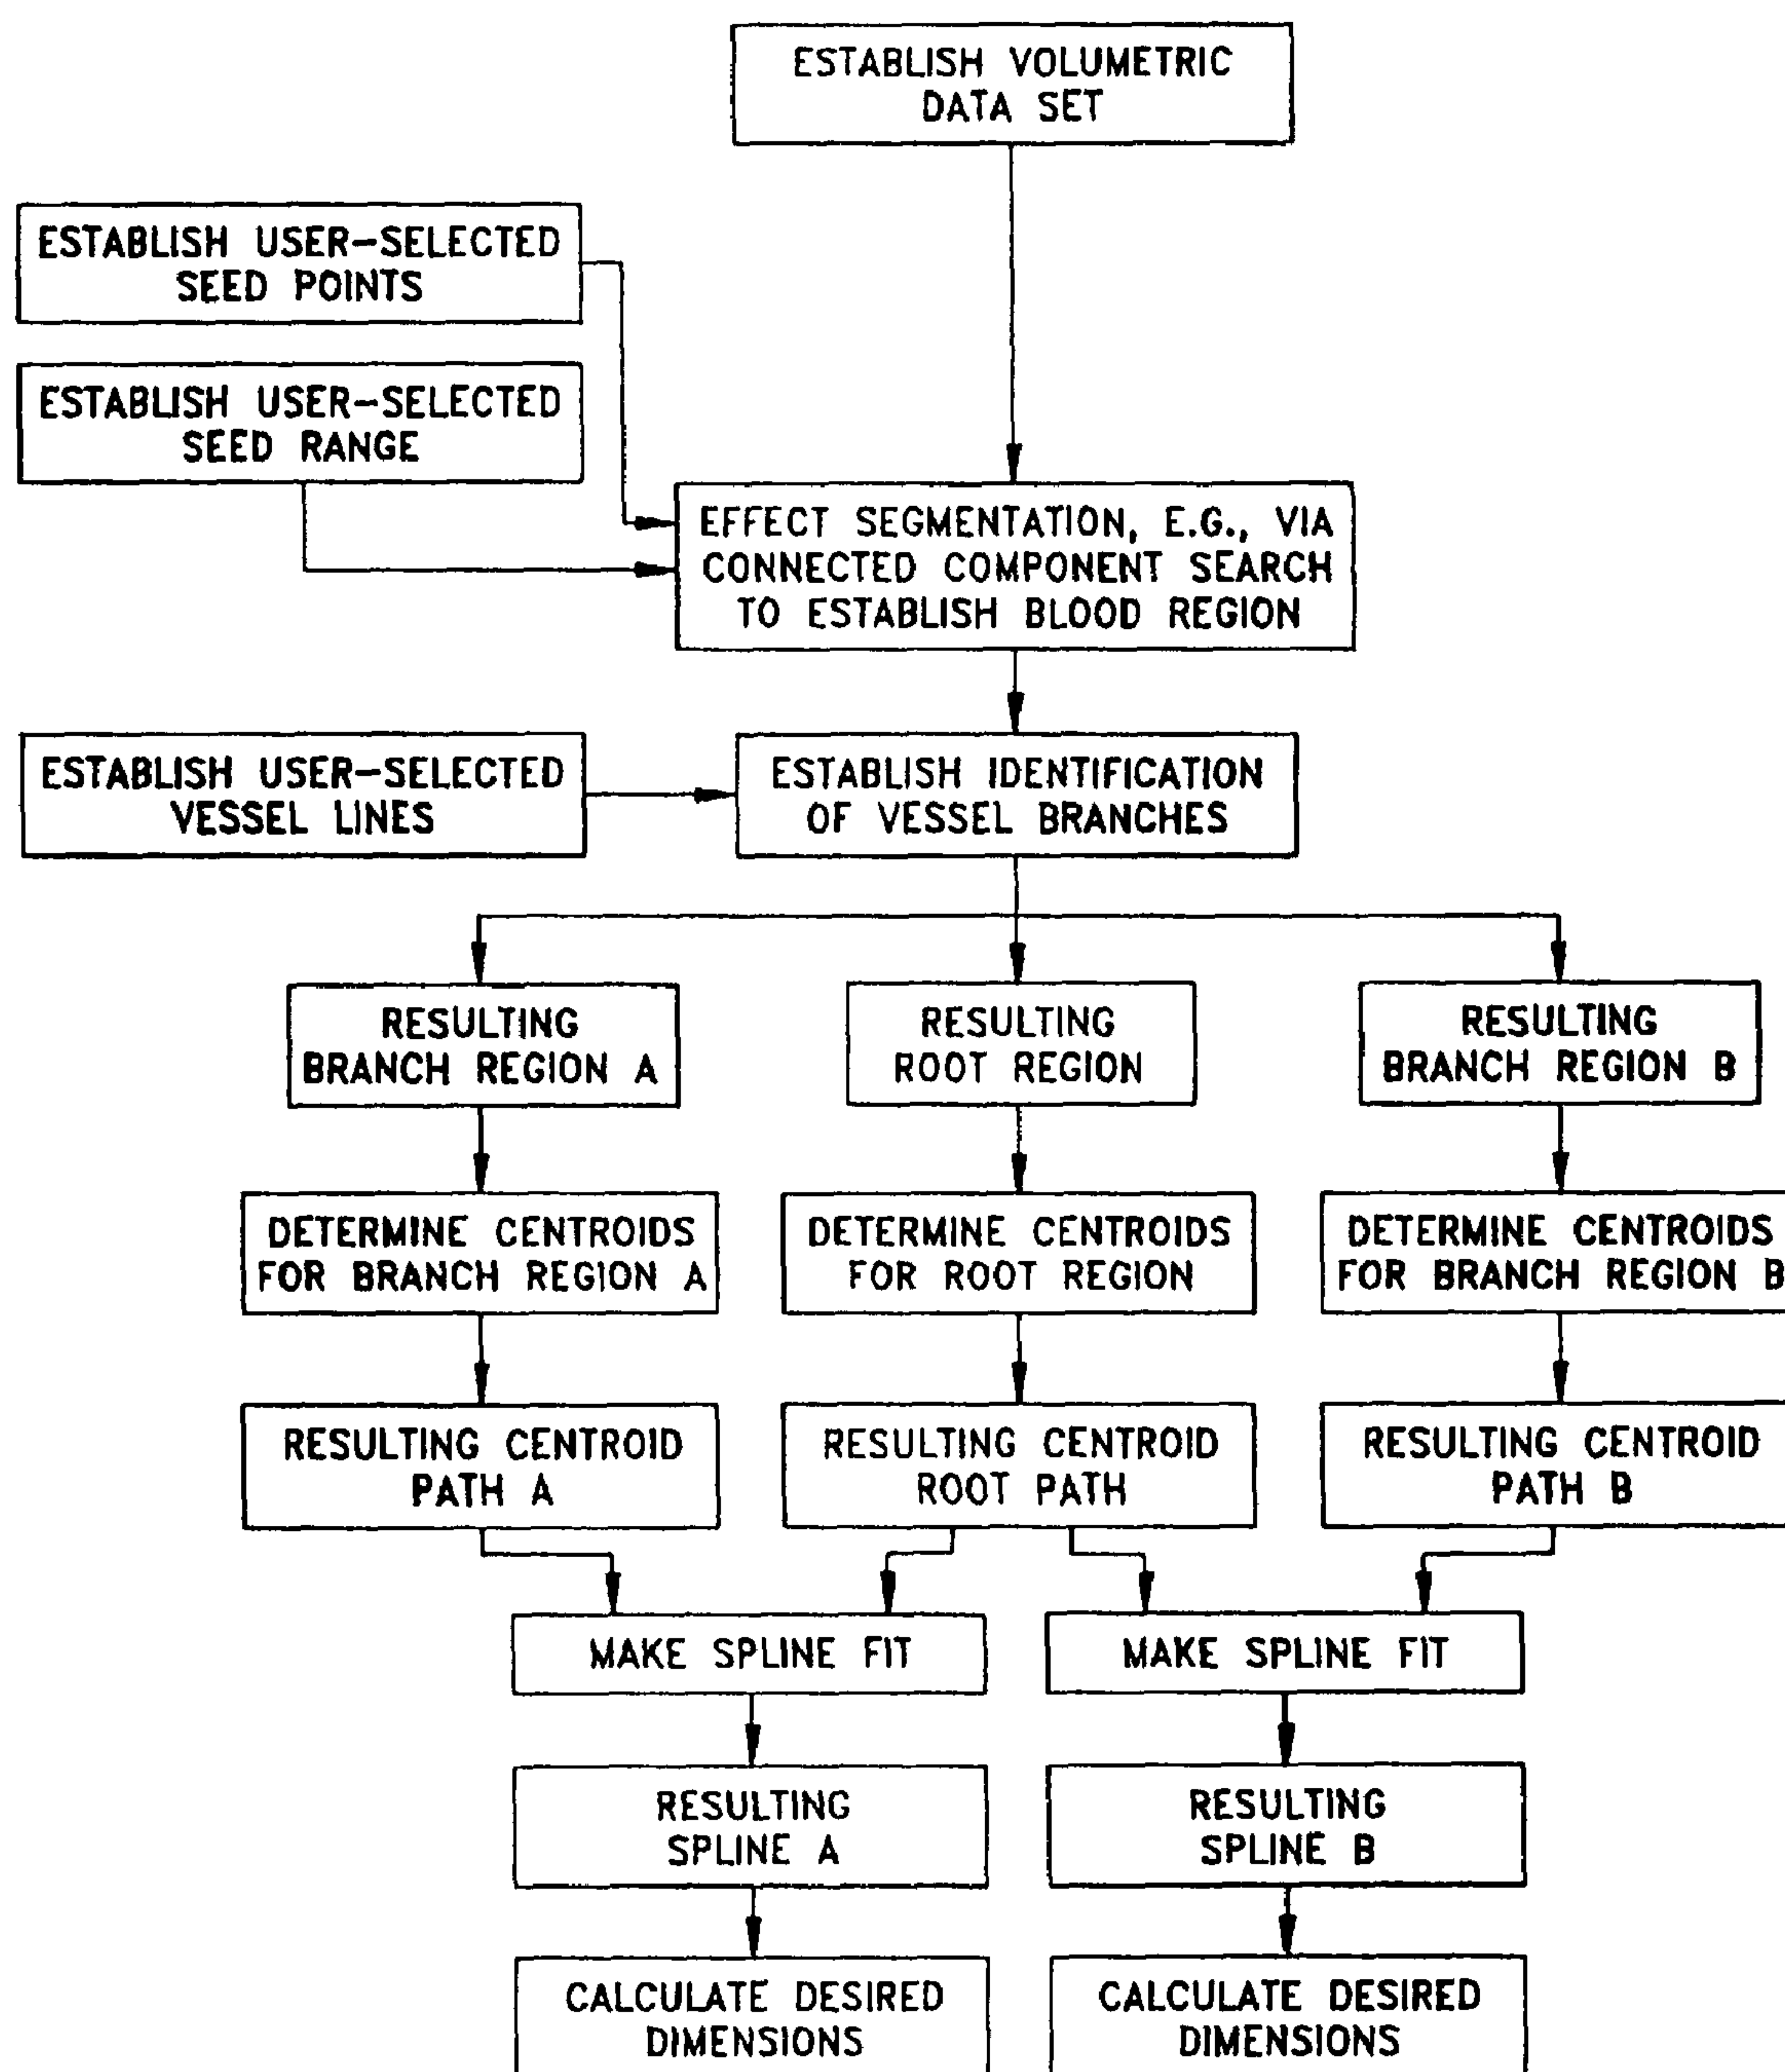 ESTABLISH VOLUMETRIC
DATA SET
ESTABLISH USER-SELECTED
SEED POINTS
ESTABLISH USER-SELECTED
SEED RANGE
EFFECT SEGMENTATION, E.G., VIA
CONNECTED COMPONENT SEARCH
TO ESTABLISH BLOOD REGION
ESTABLISH USER-SELECTED
VESSEL LINES
ESTABLISH IDENTIFICATION
OF VESSEL BRANCHES
RESULTING
BRANCH REGION A
RESULTING
ROOT REGION
RESULTING
BRANCH REGION B
DETERMINE CENTROIDS
FOR BRANCH REGION A
DETERMINE CENTROIDS
FOR ROOT REGION
DETERMINE CENTROIDS
FOR BRANCH REGION B
RESULTING CENTROID
PATH A
RESULTING CENTROID
ROOT PATH
RESULTING CENTROID
PATH B
MAKE SPLINE FIT
MAKE SPLINE FIT
RESULTING
SPLINE A
RESULTING
SPLINE B
CALCULATE DESIRED
DIMENSIONS
CALCULATE DESIRED
DIMENSIONS